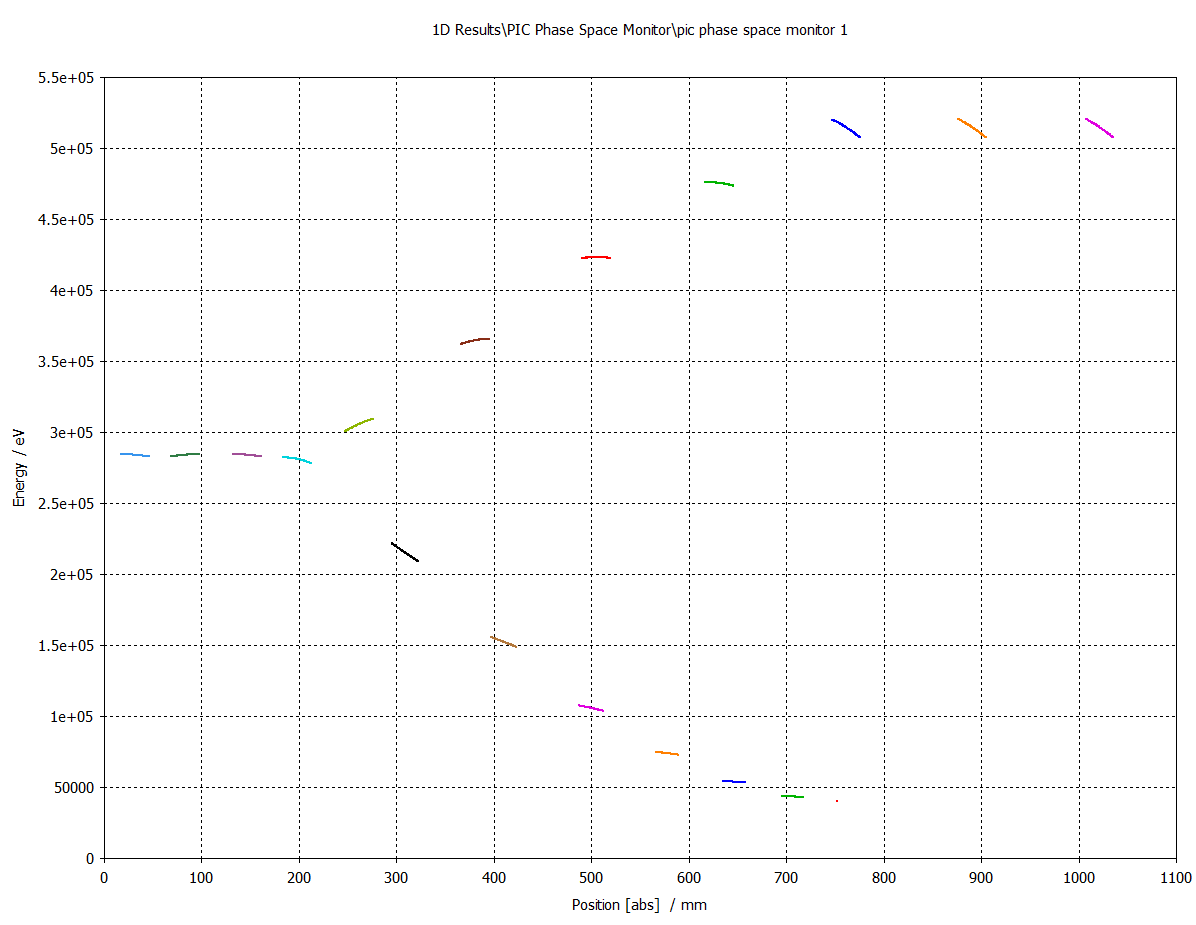 1D Results\PIC Phase Space Monitor\pic phase space monitor 1
5.5e+05
5e+05
4.5e+05
4e+05
3.5e+05
3e+05
2.5e+05
2e+05
1.5e+05
1e+05
50000
0
Energy / eV
0 100 200 300 400 500 600 700 800 900 1000 1100
Position [abs] / mm